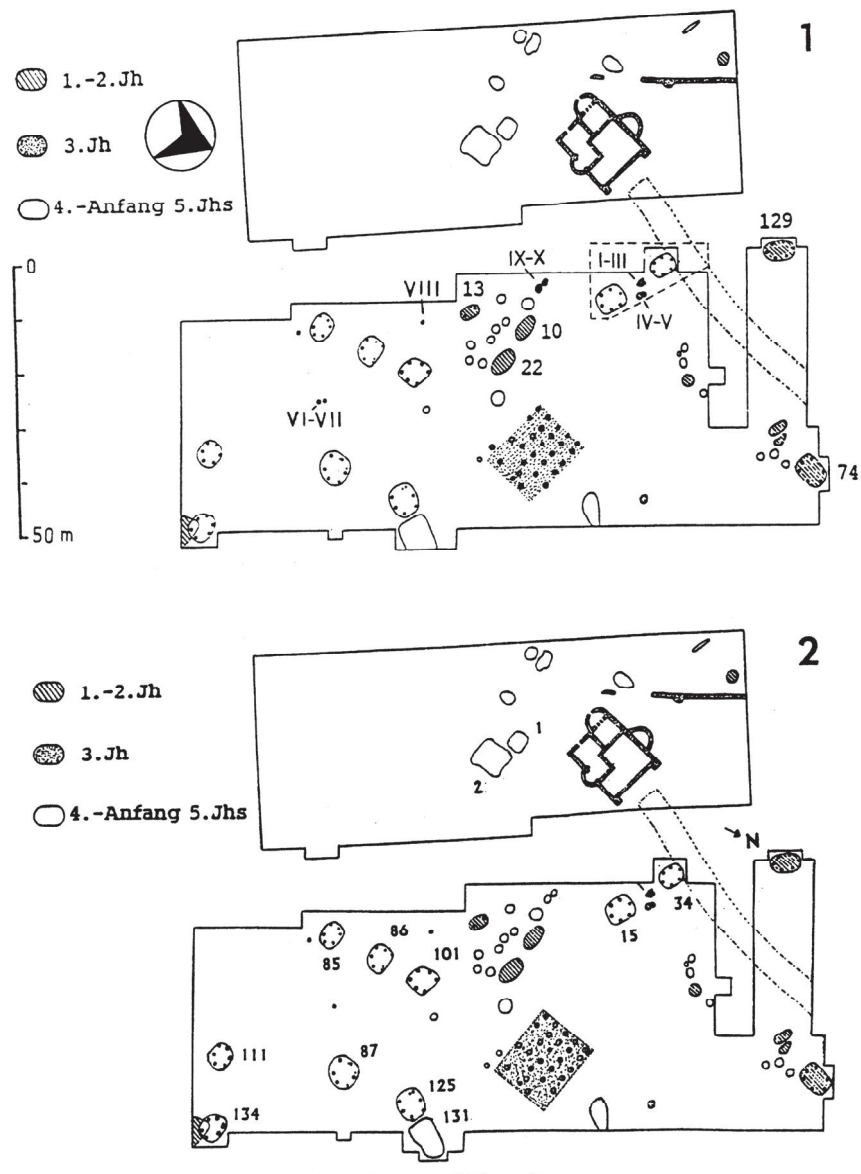 1
1.-2.Jh
3.Jh
4.-Anfang 5.Jhs
0
50 m
129
IX-X
I-III
VIII
13
IV-V
10
22
VI-VII
74
2
1.-2.Jh
3.Jh
4.-Anfang 5.Jhs
1
2
N
34
86
15
85
101
111
87
125
134
131